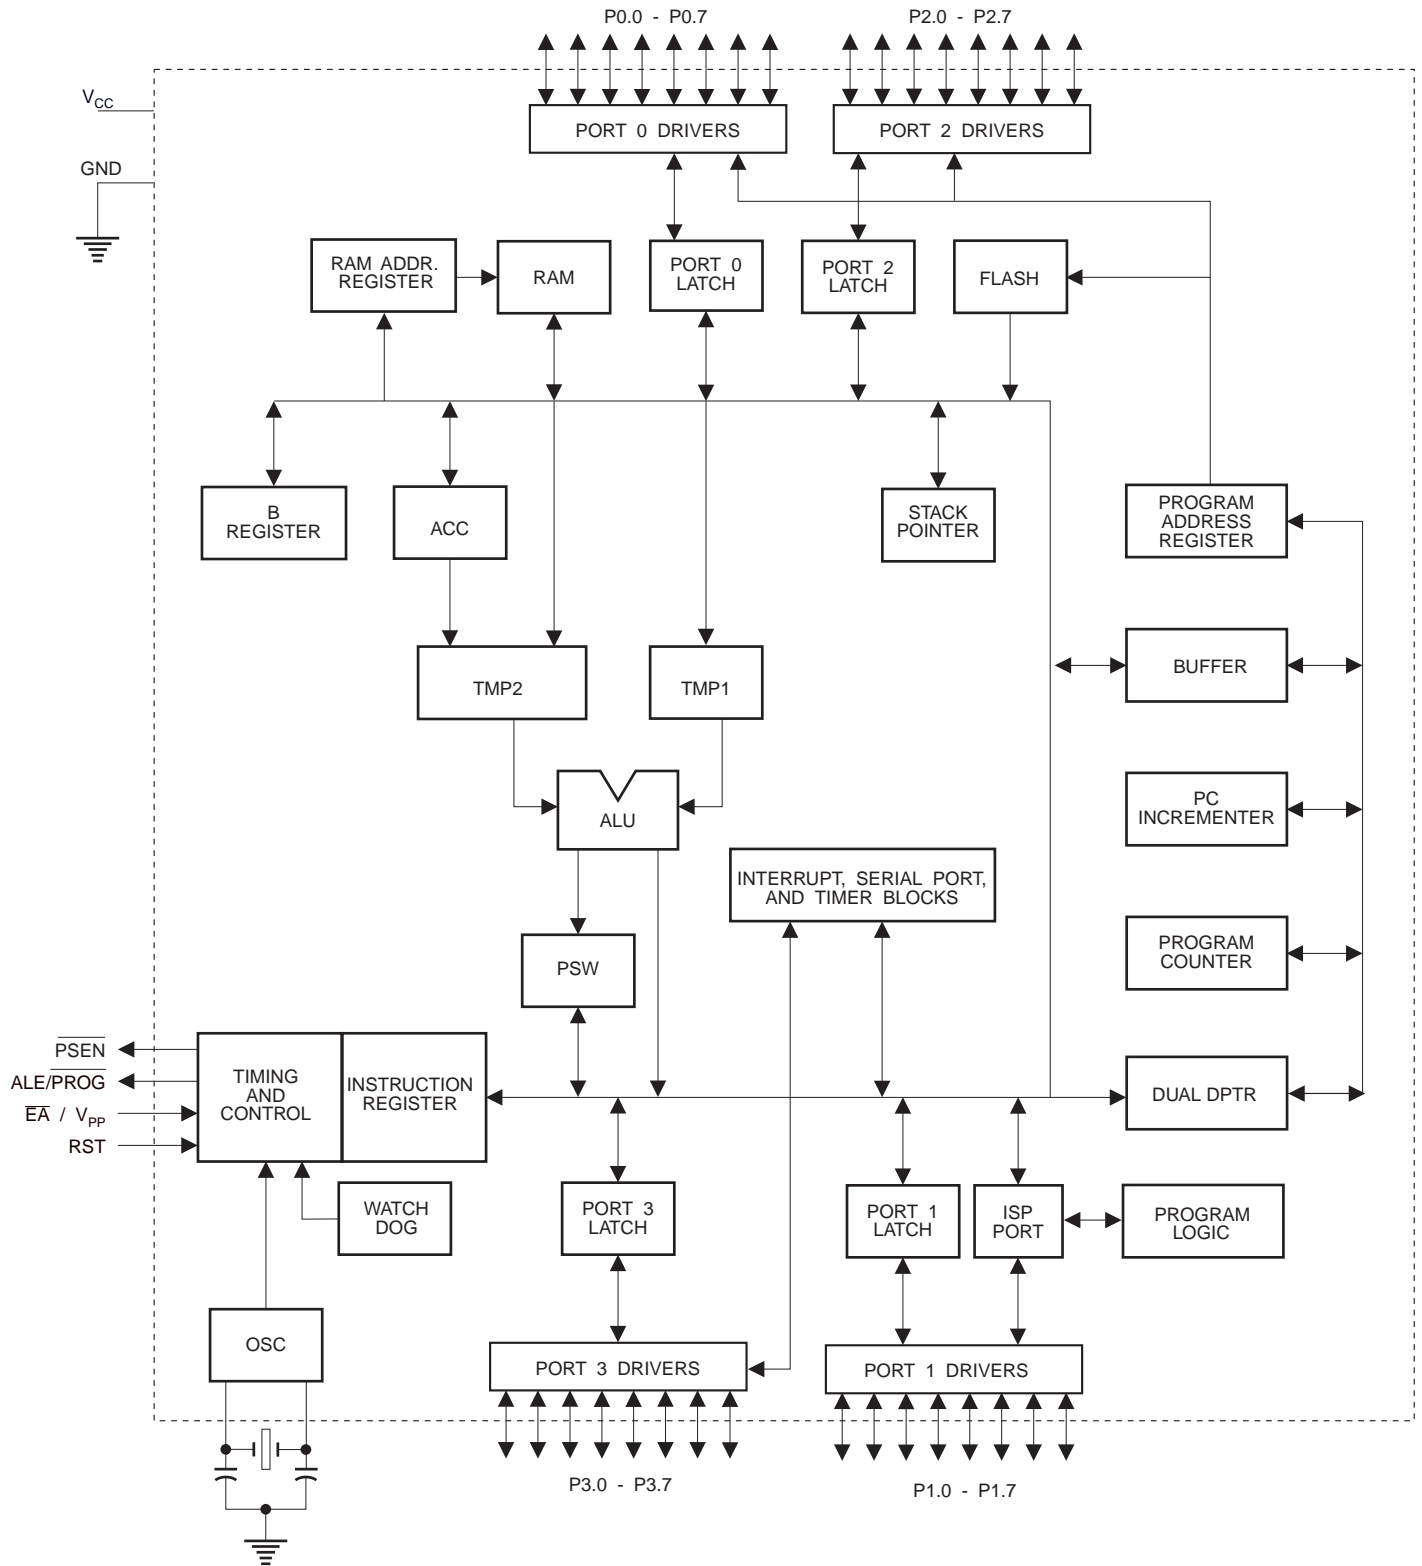 P0.0 - P0.7
P2.0 - P2.7
VCC
PORT 0 DRIVERS
PORT 2 DRIVERS
GND
RAM ADDR.
REGISTER
RAM
PORT 0
LATCH
PORT 2
LATCH
FLASH
B
REGISTER
ACC
STACK
POINTER
PROGRAM
ADDRESS
REGISTER
TMP2
TMP1
BUFFER
ALU
PC
INCREMENTER
INTERRUPT, SERIAL PORT,
AND TIMER BLOCKS
PSW
PROGRAM
COUNTER
PSEN
ALE/PROG
EA / VPP
RST
TIMING
AND
CONTROL
INSTRUCTION
REGISTER
DUAL DPTR
WATCH
DOG
PORT 3
LATCH
PORT 1
LATCH
ISP
PORT
PROGRAM
LOGIC
OSC
PORT 3 DRIVERS
PORT 1 DRIVERS
P3.0 - P3.7
P1.0 - P1.7